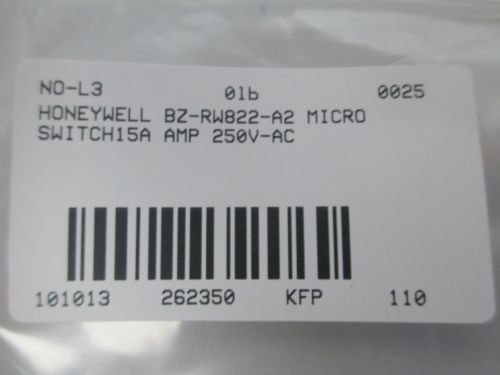 NO-L3 01b 0025
HONEYWELL BZ-RW822-A2 MICRO
SWITCH15A AMP 250V-AC
101013 262350 KFP 110